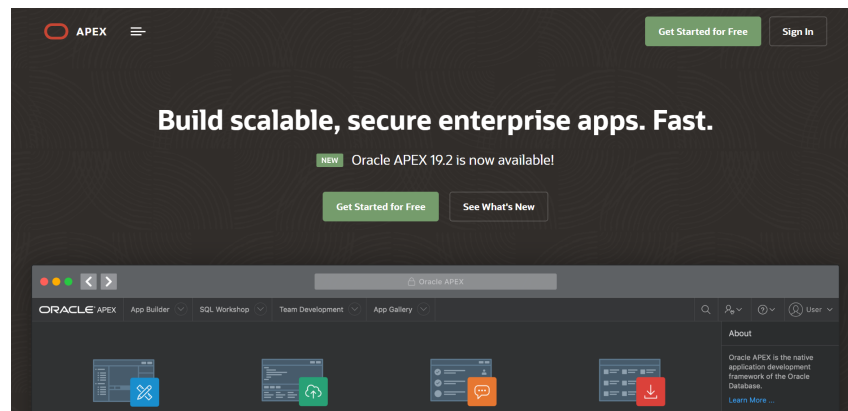 APEX
Get Started for Free
Sign In
Build scalable, secure enterprise apps. Fast.
NEW Oracle APEX 19.2 is now available!
Get Started for Free
See What's New
Oracle APEX
ORACLE APEX App Builder SQL Workshop Team Development App Gallery User
About
Oracle APEX is the native
application development
framework of the Oracle
Database.
Learn More ...